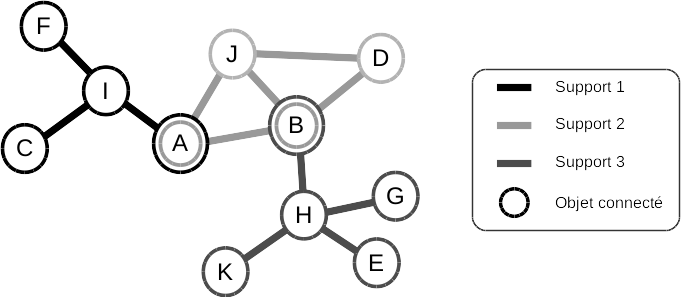 F
J
D
I
Support 1
Support 2
B
A
C
Support 3
G
Objet connecté
H
E
K